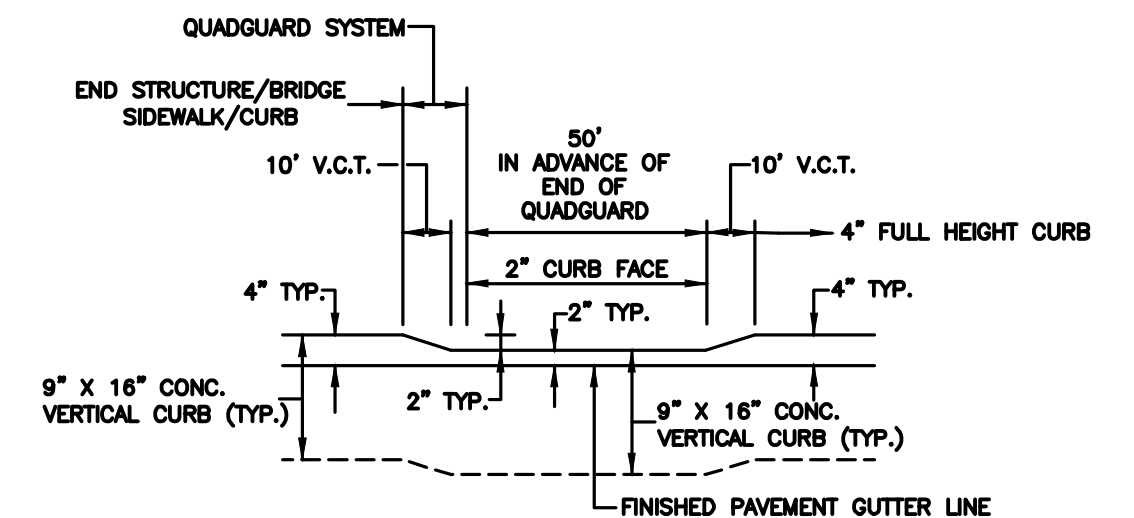 QUADGUARD SYSTEM
END STRUCTURE/BRIDGE
SIDEWALK/CURB
10' V.C.T.
50'
IN ADVANCE OF
END OF
QUADGUARD
10' V.C.T.
4" FULL HEIGHT CURB
2" CURB FACE
4" TYP.
2" TYP.
4" TYP.
9" X 16" CONC.
VERTICAL CURB (TYP.)
2" TYP.
9" X 16" CONC.
VERTICAL CURB (TYP.)
FINISHED PAVEMENT GUTTER LINE